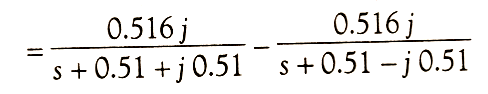 = 0.516 j / (s + 0.51 + j 0.51) − 0.516 j / (s + 0.51 − j 0.51)